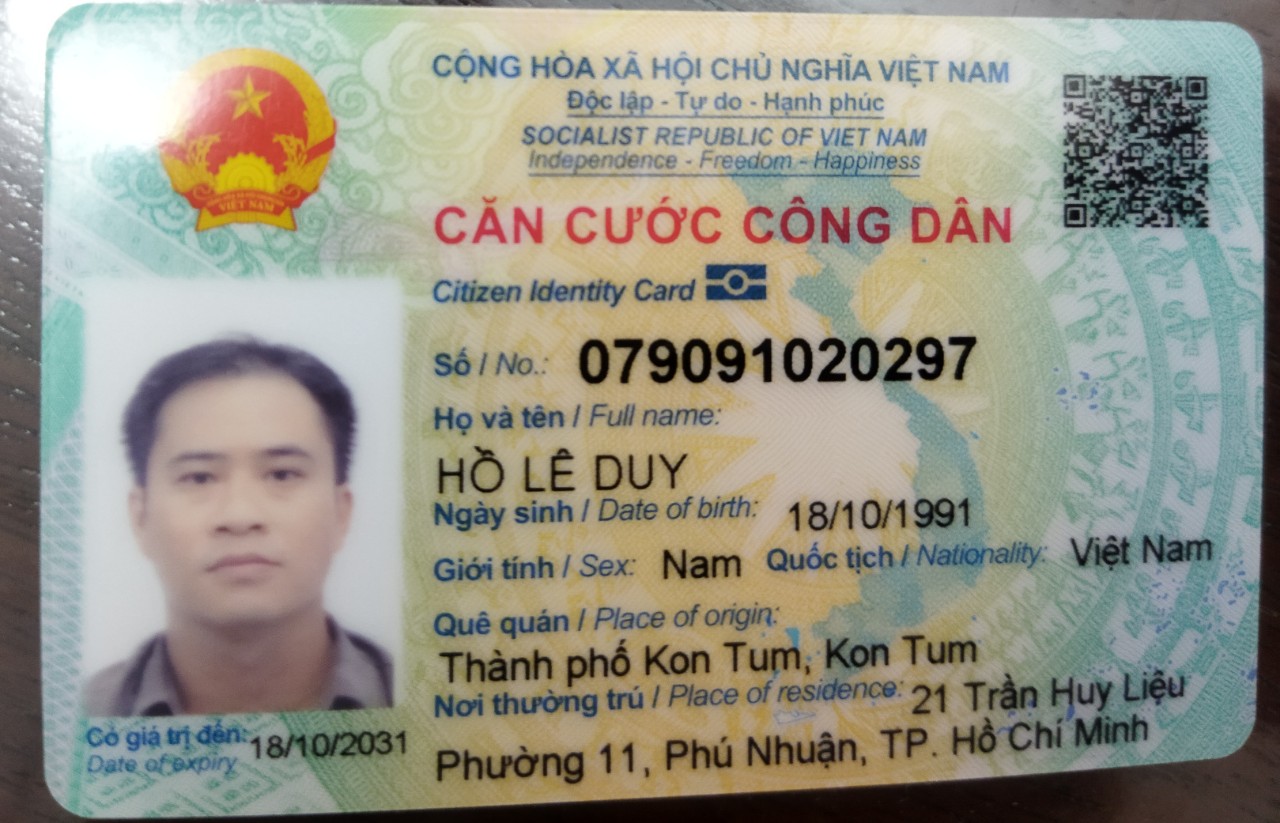 CỘNG HÒA XÃ HỘI CHỦ NGHĨA VIỆT NAM
Độc lập - Tự do - Hạnh phúc
SOCIALIST REPUBLIC OF VIET NAM
Independence - Freedom - Happiness
VIỆT NAM
CĂN CƯỚC CÔNG DÂN
Citizen Identity Card
Số / No.: 079091020297
Họ và tên / Full name:
HỒ LÊ DUY
Ngày sinh / Date of birth: 18/10/1991
Giới tính / Sex: Nam Quốc tịch / Nationality: Việt Nam
Quê quán / Place of origin:
Thành phố Kon Tum, Kon Tum
Nơi thường trú / Place of residence: 21 Trần Huy Liệu
Phường 11, Phú Nhuận, TP. Hồ Chí Minh
Có giá trị đến: 18/10/2031
Date of expiry